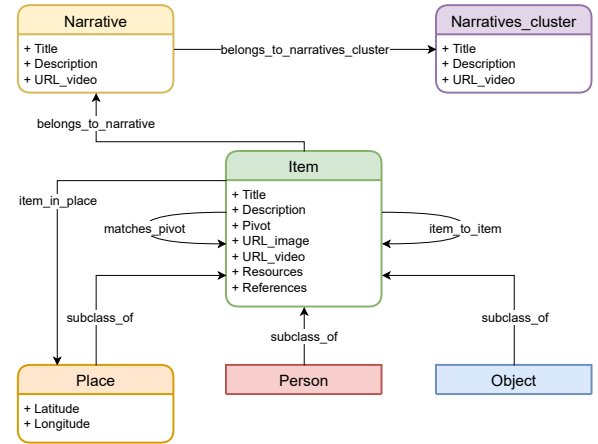 Narrative
+ Title
+ Description
+ URL_video
belongs_to_narratives_cluster
Narratives_cluster
+ Title
+ Description
+ URL_video
belongs_to_narrative
Item
+ Title
+ Description
+ Pivot
+ URL_image
+ URL_video
+ Resources
+ References
item_in_place
matches_pivot
item_to_item
subclass_of
subclass_of
subclass_of
Place
+ Latitude
+ Longitude
Person
Object